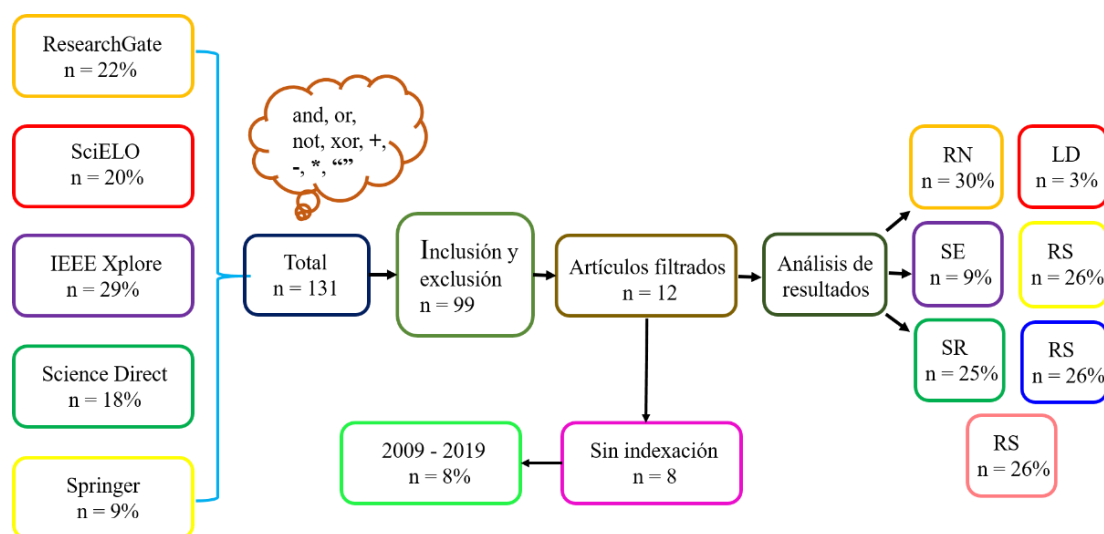 ResearchGate
n = 22%
SciELO
n = 20%
IEEE Xplore
n = 29%
Science Direct
n = 18%
Springer
n = 9%
and, or,
not, xor, +,
-, *, “”
Total
n = 131
Inclusión y
exclusión
n = 99
Artículos filtrados
n = 12
2009 - 2019
n = 8%
Sin indexación
n = 8
Análisis de
resultados
RN
n = 30%
LD
n = 3%
SE
n = 9%
RS
n = 26%
SR
n = 25%
RS
n = 26%
RS
n = 26%